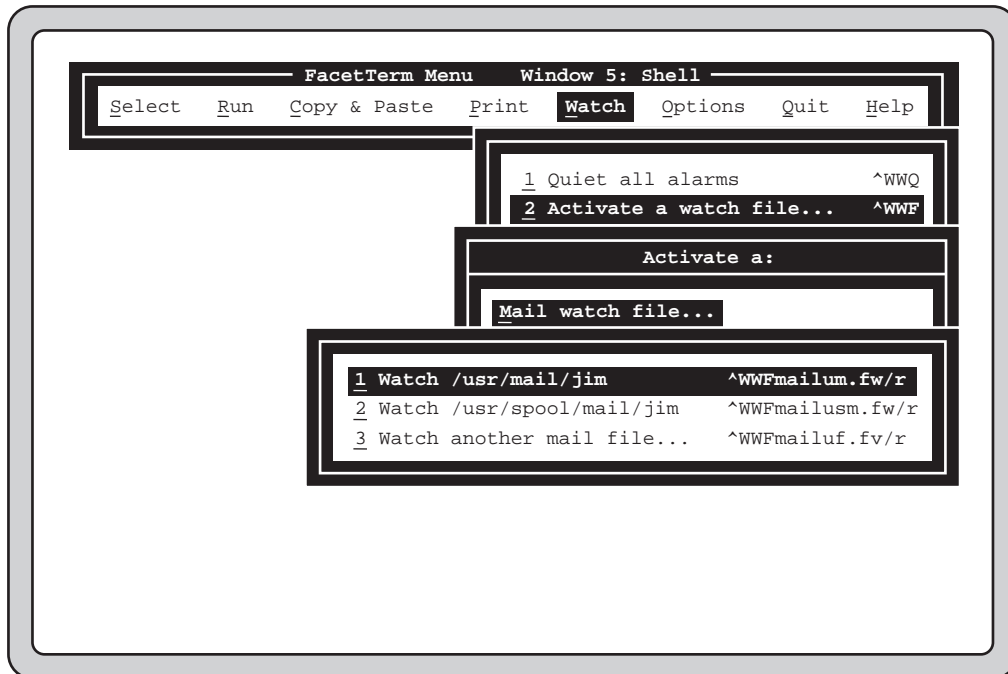 FacetTerm Menu Window 5: Shell
Select Run Copy & Paste Print Watch Options Quit Help
1 Quiet all alarms ^WWQ
2 Activate a watch file... ^WWF
Activate a:
Mail watch file...
1 Watch /usr/mail/jim ^WWFmailum.fw/r
2 Watch /usr/spool/mail/jim ^WWFmailusm.fw/r
3 Watch another mail file... ^WWFmailuf.fv/r